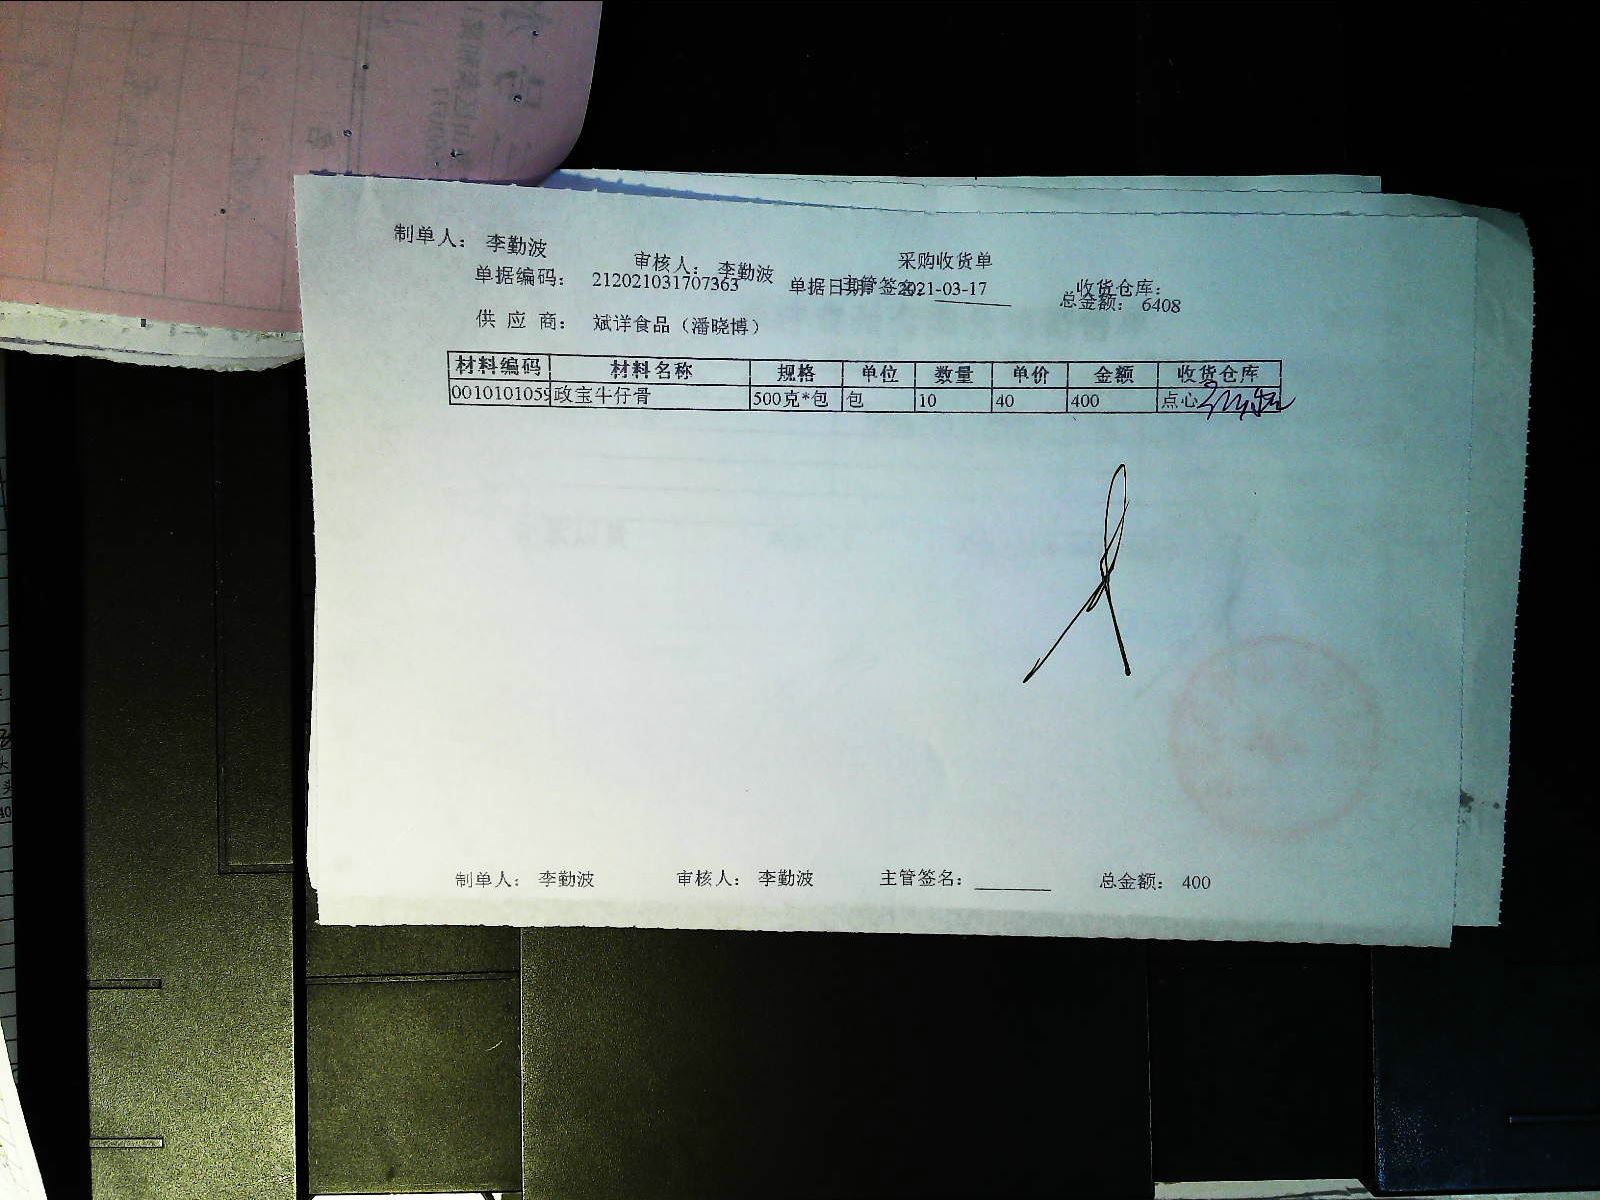 采购收货单
制单人： 李勤波 审核人： 李勤波 主管签名： 总金额： 6408
单据编码： 212021031707363 单据日期： 2021-03-17 收货仓库：
供 应 商： 斌洋食品（潘晓博）
材料编码 材料名称 规格 单位 数量 单价 金额 收货仓库
0010101059 政宝牛仔骨 500克*包 包 10 40 400 点心
制单人： 李勤波 审核人： 李勤波 主管签名： 总金额： 400